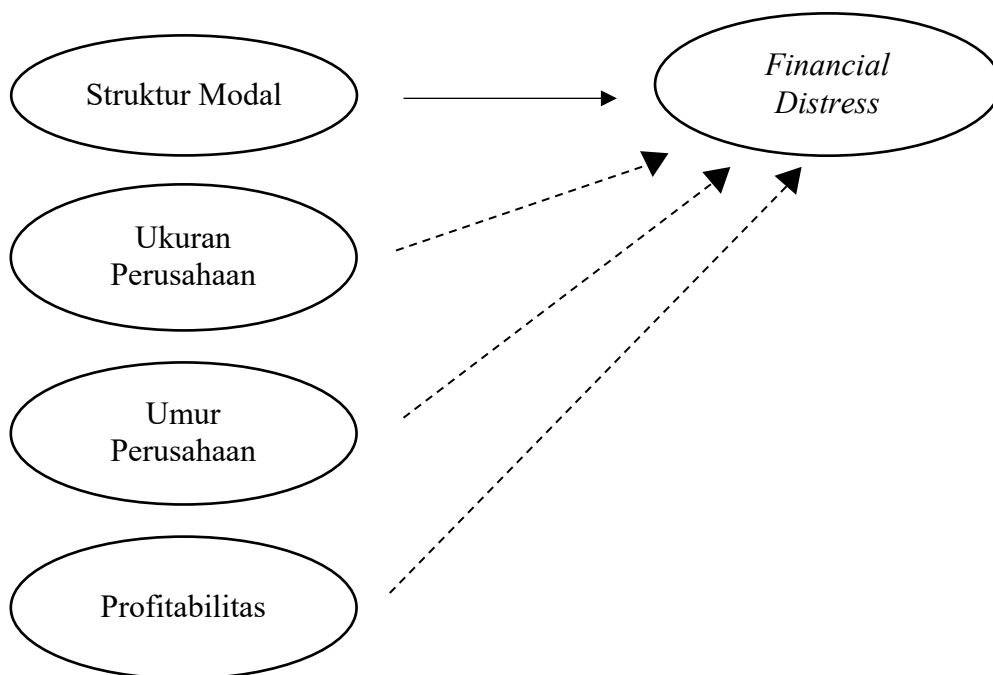 Struktur Modal
Financial
Distress
Ukuran
Perusahaan
Umur
Perusahaan
Profitabilitas